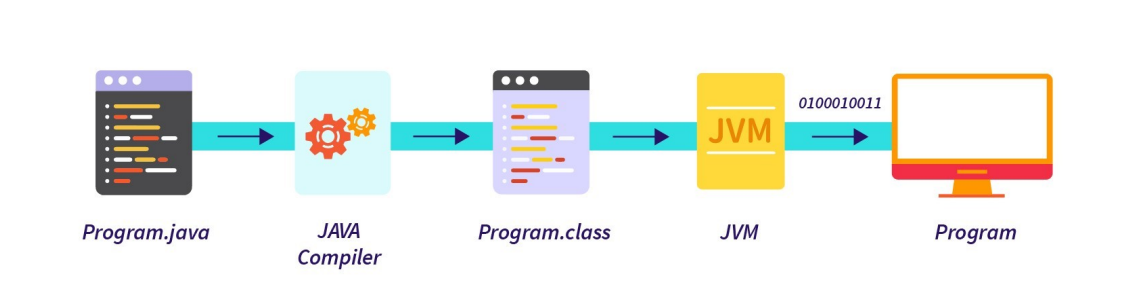 0100010011
JVM
Program.java
JAVA
Compiler
Program.class
JVM
Program